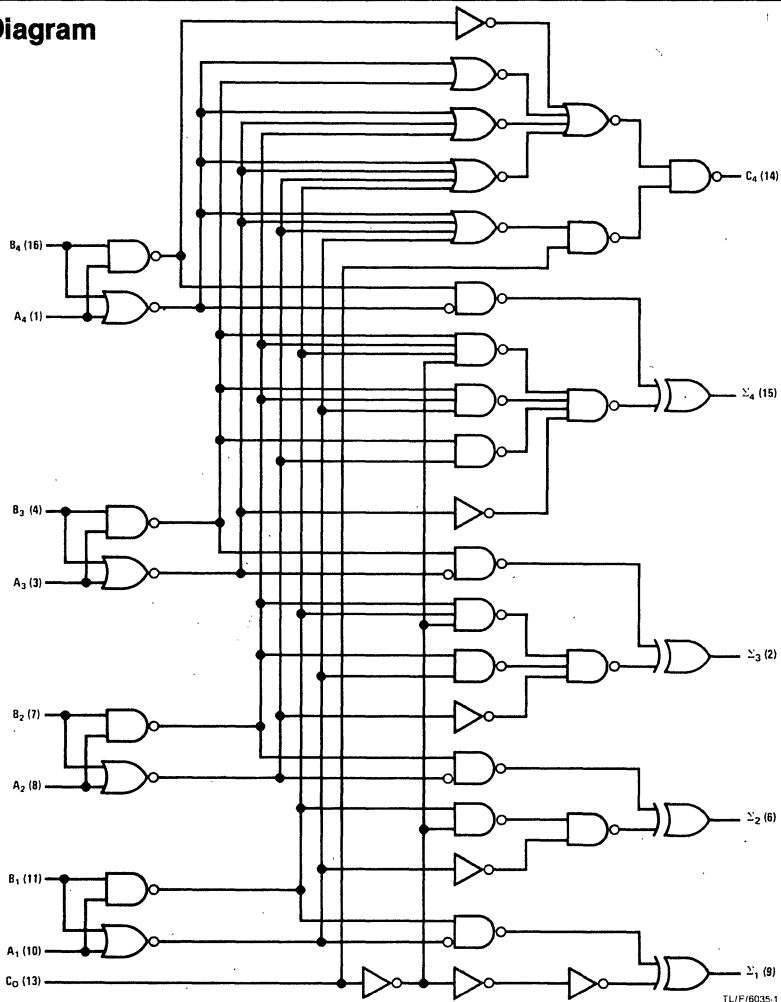 Diagram
C4 (14)
B4 (16)
A4 (1)
Σ4 (15)
B3 (4)
A3 (3)
Σ3 (2)
B2 (7)
A2 (8)
Σ2 (6)
B1 (11)
A1 (10)
C0 (13)
Σ1 (9)
TL/F/6035-1